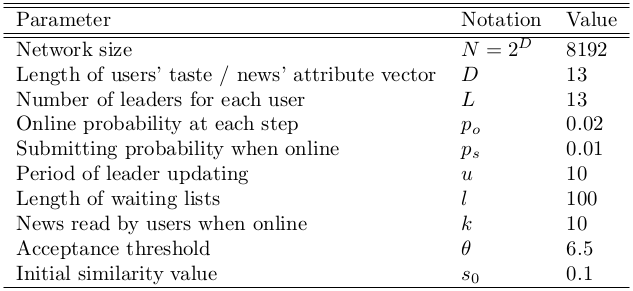 Parameter Notation Value
Network size N = 2^D 8192
Length of users' taste / news' attribute vector D 13
Number of leaders for each user L 13
Online probability at each step p_o 0.02
Submitting probability when online p_s 0.01
Period of leader updating u 10
Length of waiting lists l 100
News read by users when online k 10
Acceptance threshold θ 6.5
Initial similarity value s_0 0.1